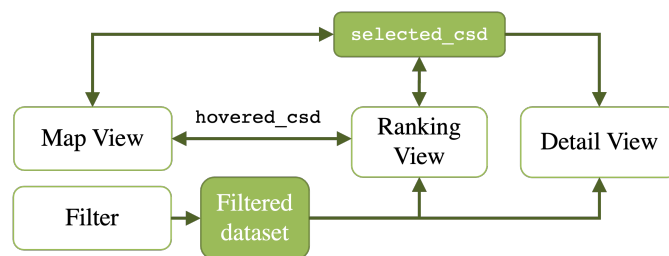 selected_csd
hovered_csd
Map View
Ranking
View
Detail View
Filter
Filtered
dataset